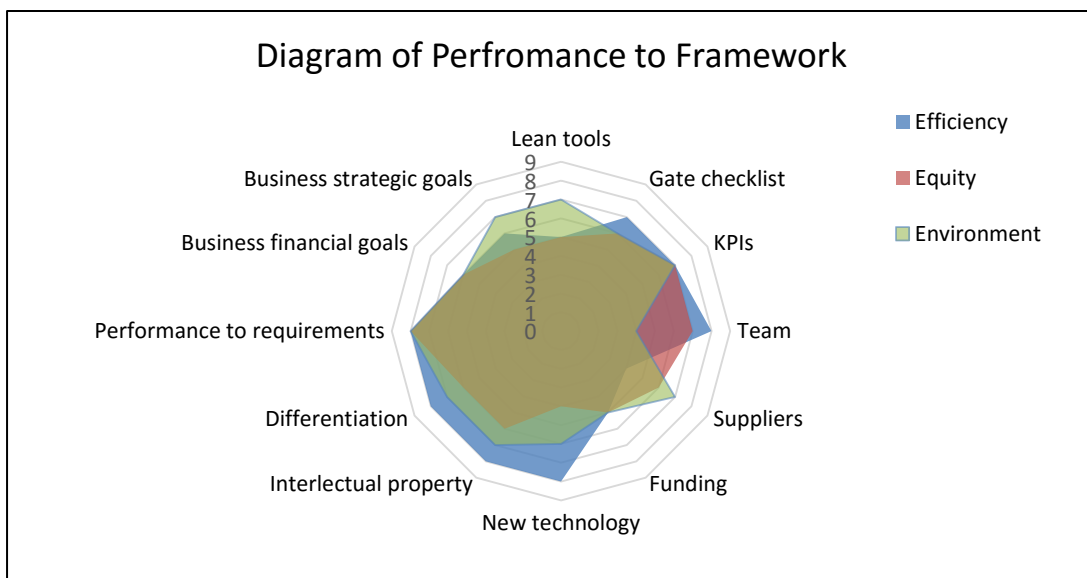 Diagram of Perfromance to Framework
Efficiency
Equity
Environment
Lean tools
Gate checklist
KPIs
Team
Suppliers
Funding
New technology
Interlectual property
Differentiation
Performance to requirements
Business financial goals
Business strategic goals
9
8
7
6
5
4
3
2
1
0